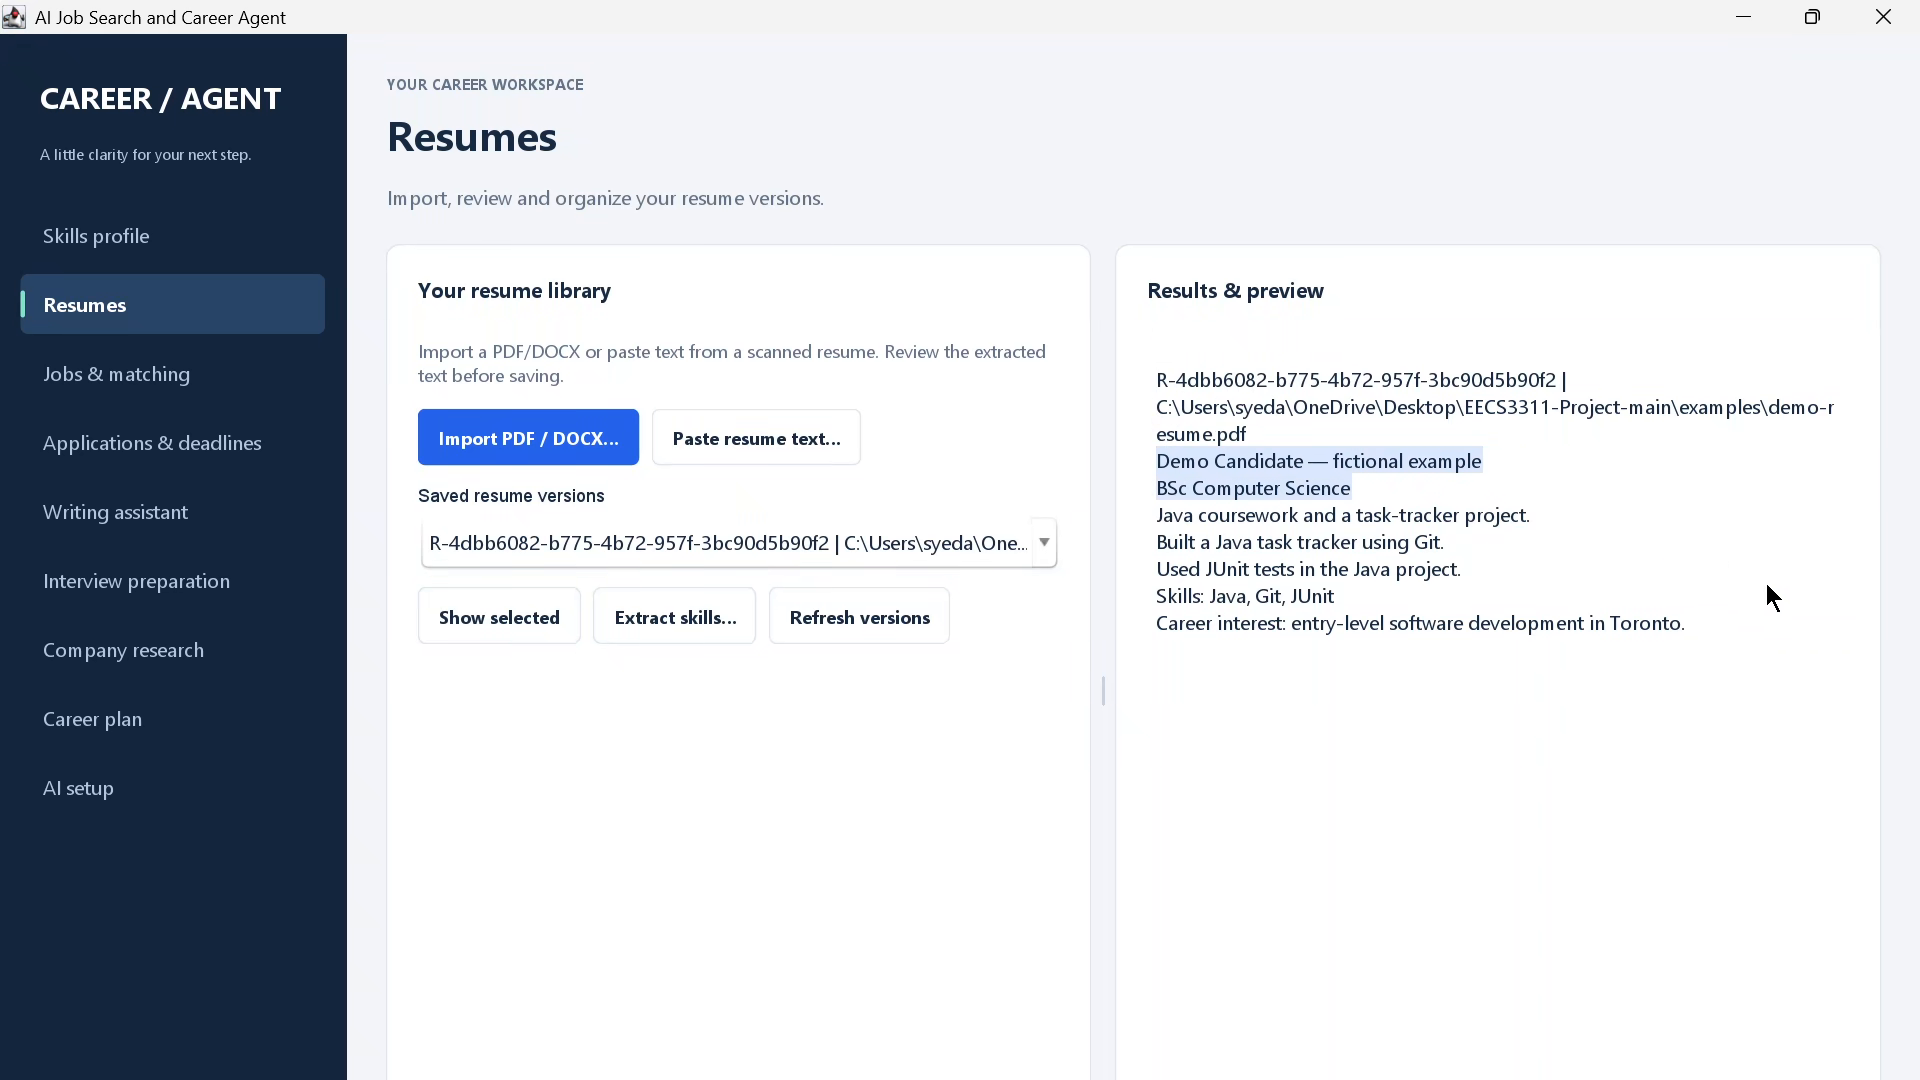 AI Job Search and Career Agent
CAREER / AGENT
A little clarity for your next step.
Skills profile
Resumes
Jobs & matching
Applications & deadlines
Writing assistant
Interview preparation
Company research
Career plan
AI setup
YOUR CAREER WORKSPACE
Resumes
Import, review and organize your resume versions.
Your resume library
Import a PDF/DOCX or paste text from a scanned resume. Review the extracted
text before saving.
Import PDF / DOCX...
Paste resume text...
Saved resume versions
R-4dbb6082-b775-4b72-957f-3bc90d5b90f2 | C:\Users\syeda\One...
Show selected
Extract skills...
Refresh versions
Results & preview
R-4dbb6082-b775-4b72-957f-3bc90d5b90f2 |
C:\Users\syeda\OneDrive\Desktop\EECS3311-Project-main\examples\demo-r
esume.pdf
Demo Candidate — fictional example
BSc Computer Science
Java coursework and a task-tracker project.
Built a Java task tracker using Git.
Used JUnit tests in the Java project.
Skills: Java, Git, JUnit
Career interest: entry-level software development in Toronto.